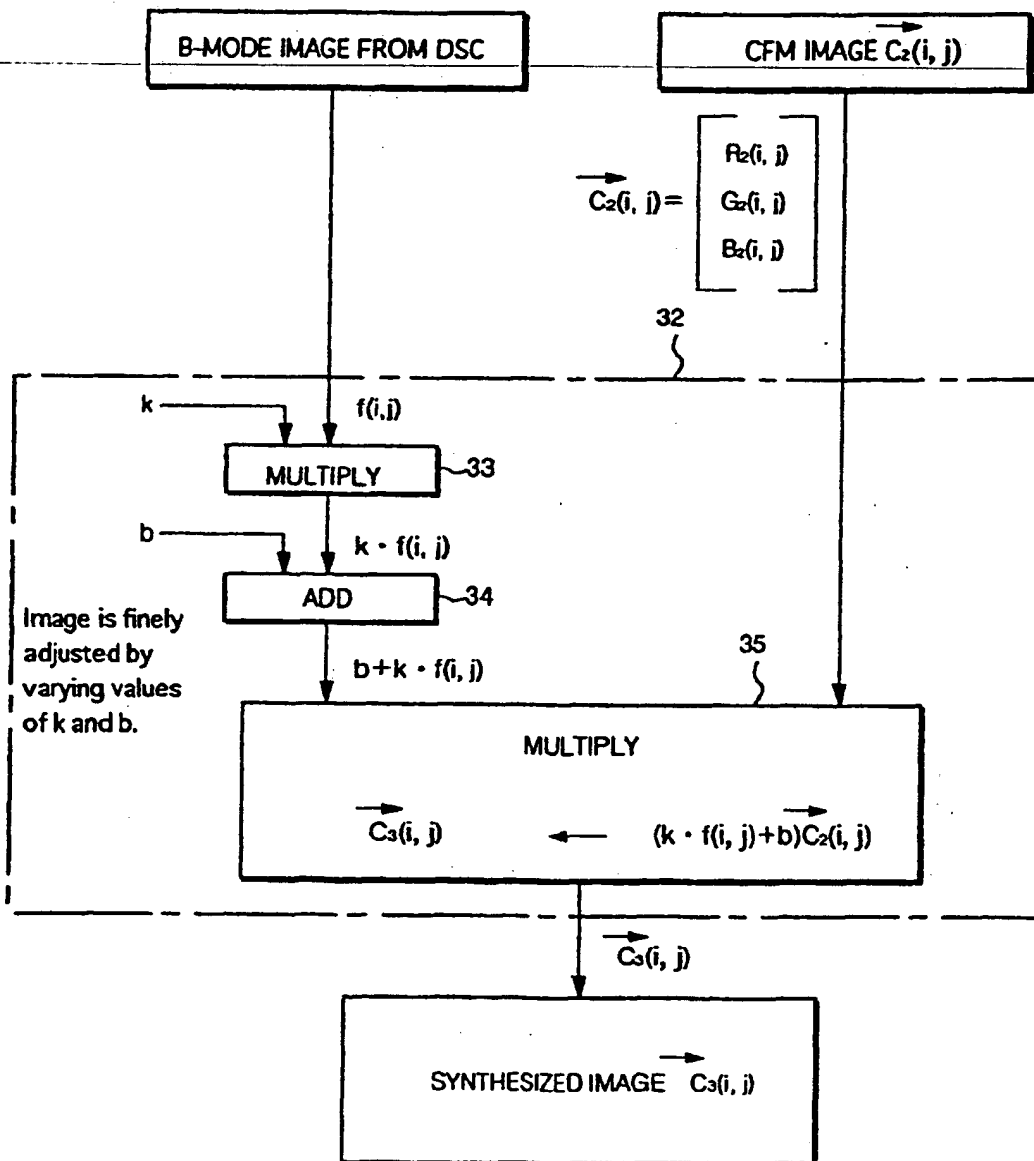 B-MODE IMAGE FROM DSC
CFM IMAGE C₂(i, j)
C₂(i, j)=
R₂(i, j)
G₂(i, j)
B₂(i, j)
32
k
f(i,j)
MULTIPLY
33
b
k · f(i, j)
ADD
34
Image is finely
adjusted by
varying values
of k and b.
b+k · f(i, j)
35
MULTIPLY
C₃(i, j) ← (k · f(i, j)+b)C₂(i, j)
C₃(i, j)
SYNTHESIZED IMAGE C₃(i, j)